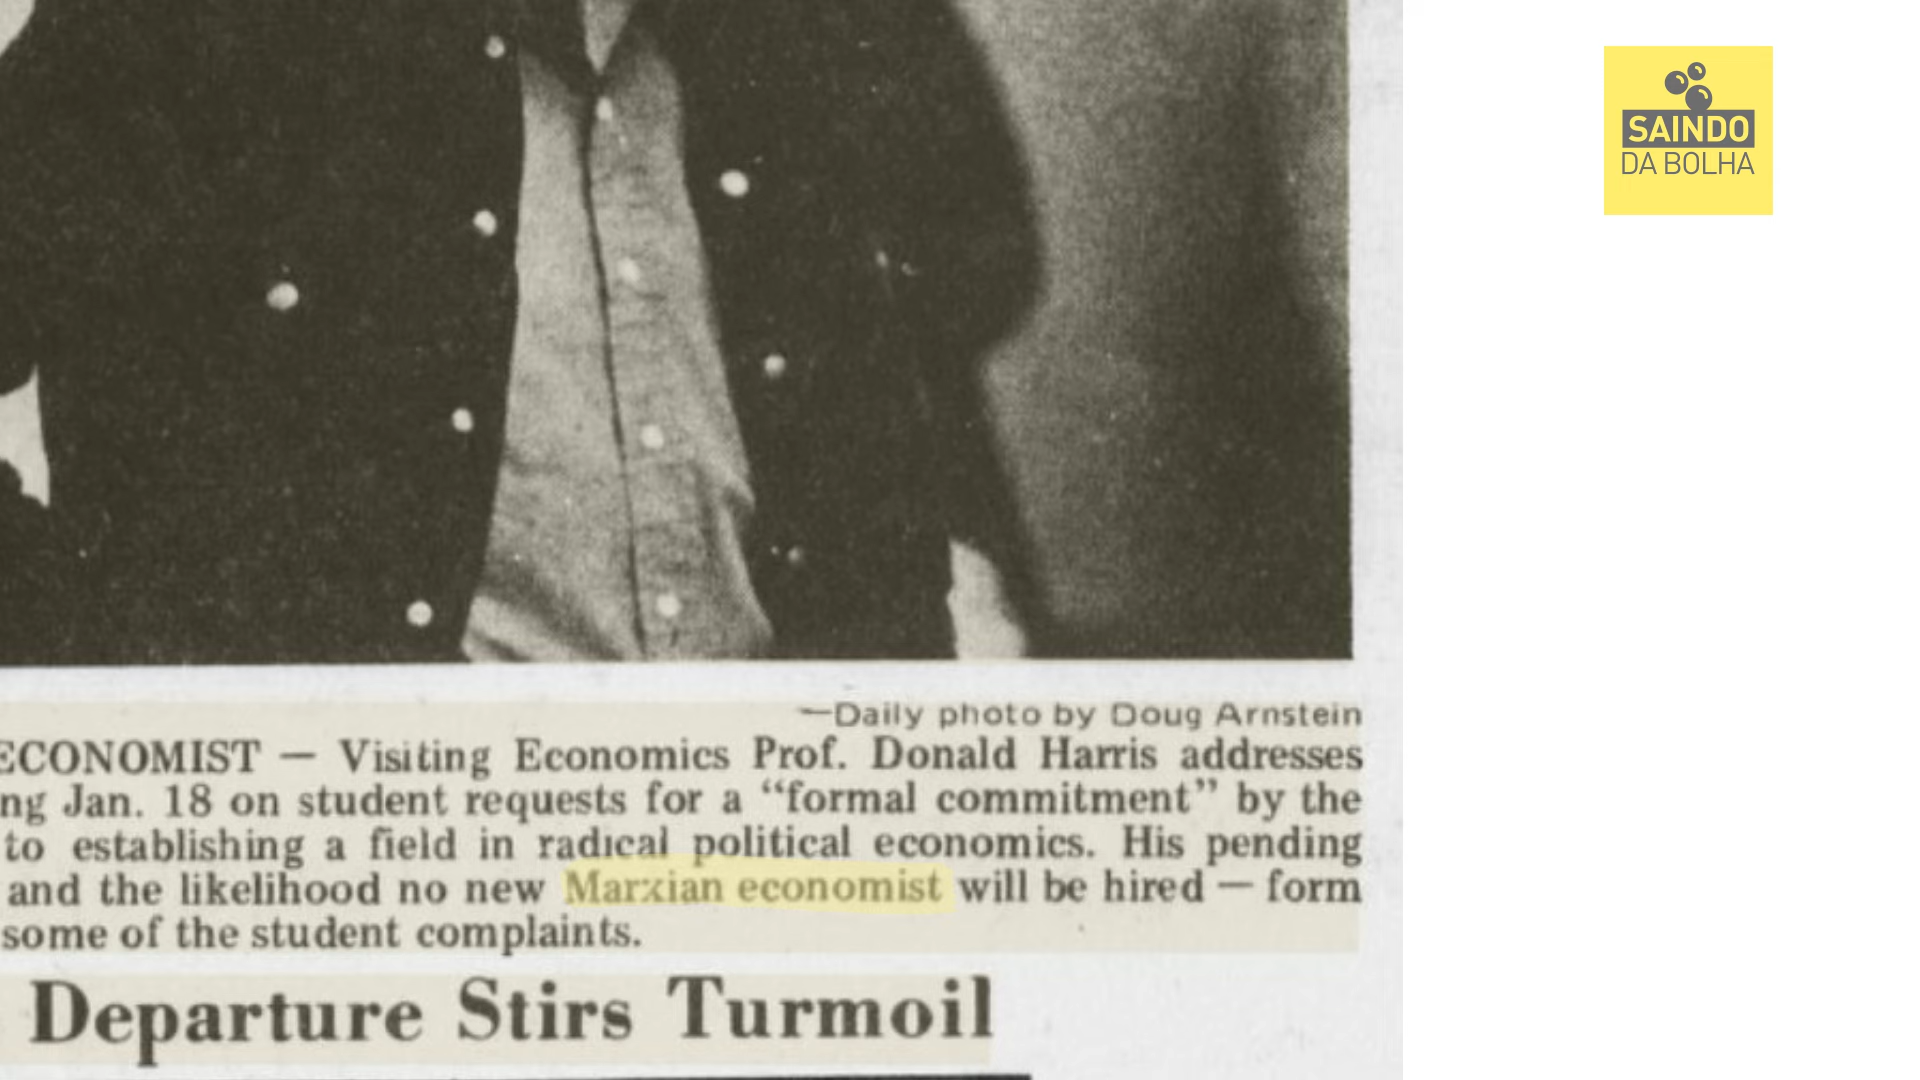 SAINDO
DA BOLHA
—Daily photo by Doug Arnstein
ECONOMIST — Visiting Economics Prof. Donald Harris addresses
ng Jan. 18 on student requests for a “formal commitment” by the
to establishing a field in radical political economics. His pending
and the likelihood no new Marxian economist will be hired — form
some of the student complaints.
Departure Stirs Turmoil